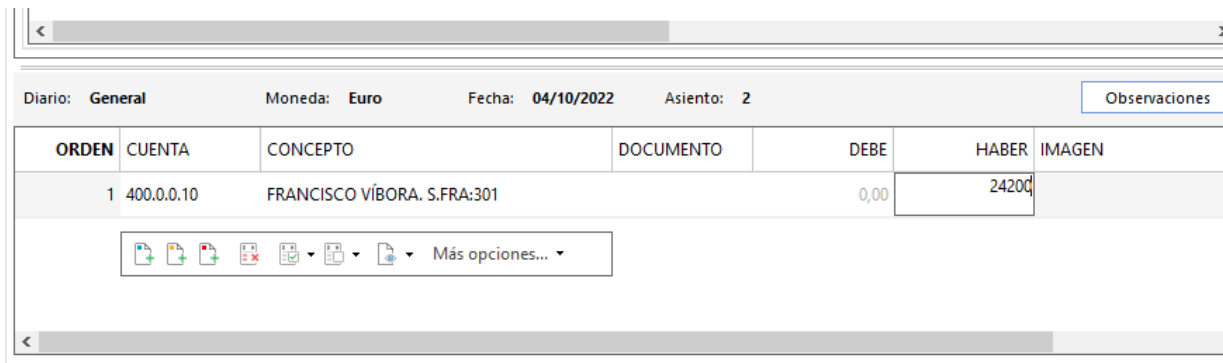 Diario: General Moneda: Euro Fecha: 04/10/2022 Asiento: 2 Observaciones
ORDEN CUENTA CONCEPTO DOCUMENTO DEBE HABER IMAGEN
1 400.0.0.10 FRANCISCO VÍBORA. S.FRA:301 0,00 24200
Más opciones...